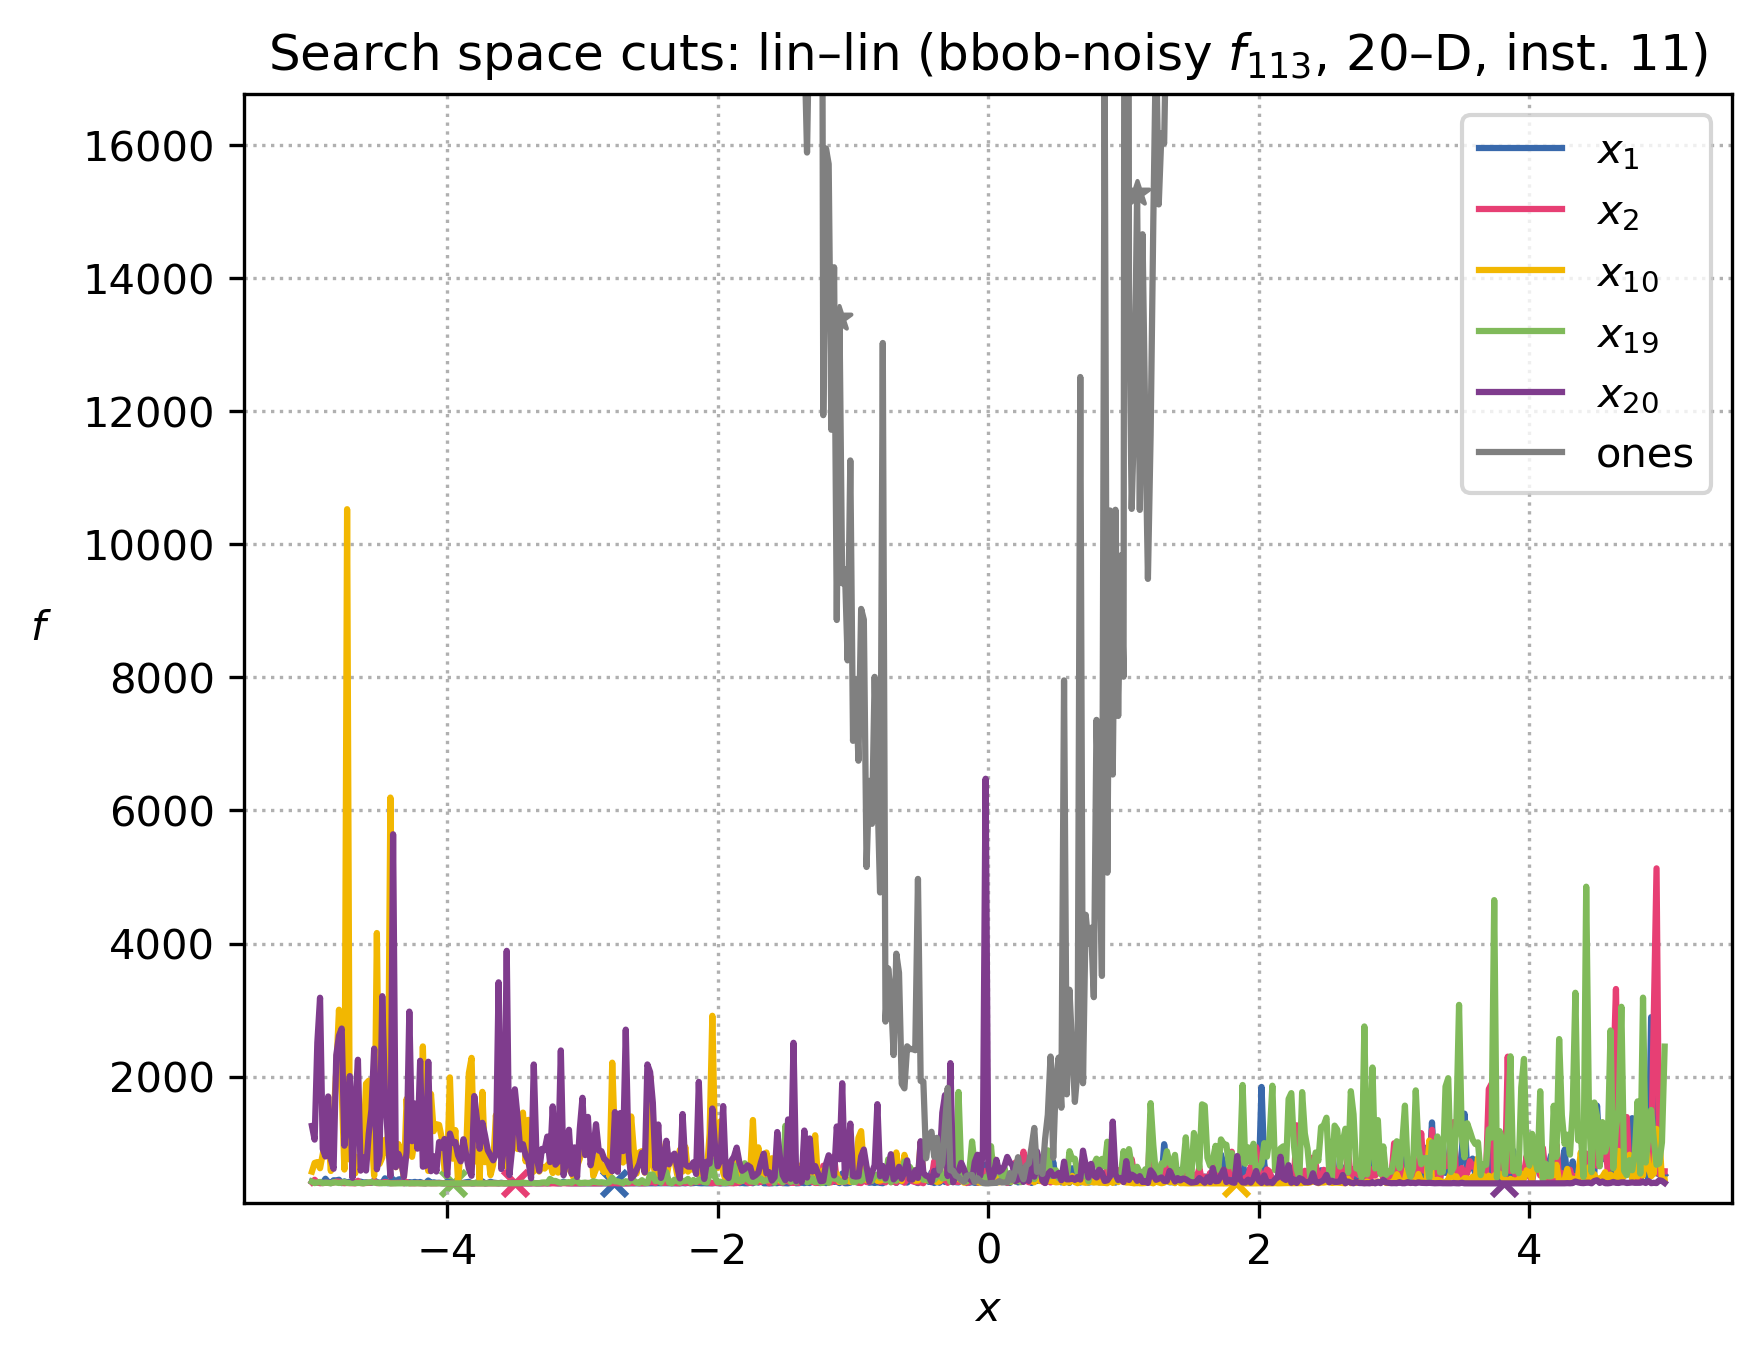 Search space cuts: lin–lin (bbob-noisy f113, 20–D, inst. 11)
16000
14000
12000
10000
8000
6000
4000
2000
f
−4
−2
0
2
4
x
x1
x2
x10
x19
x20
ones